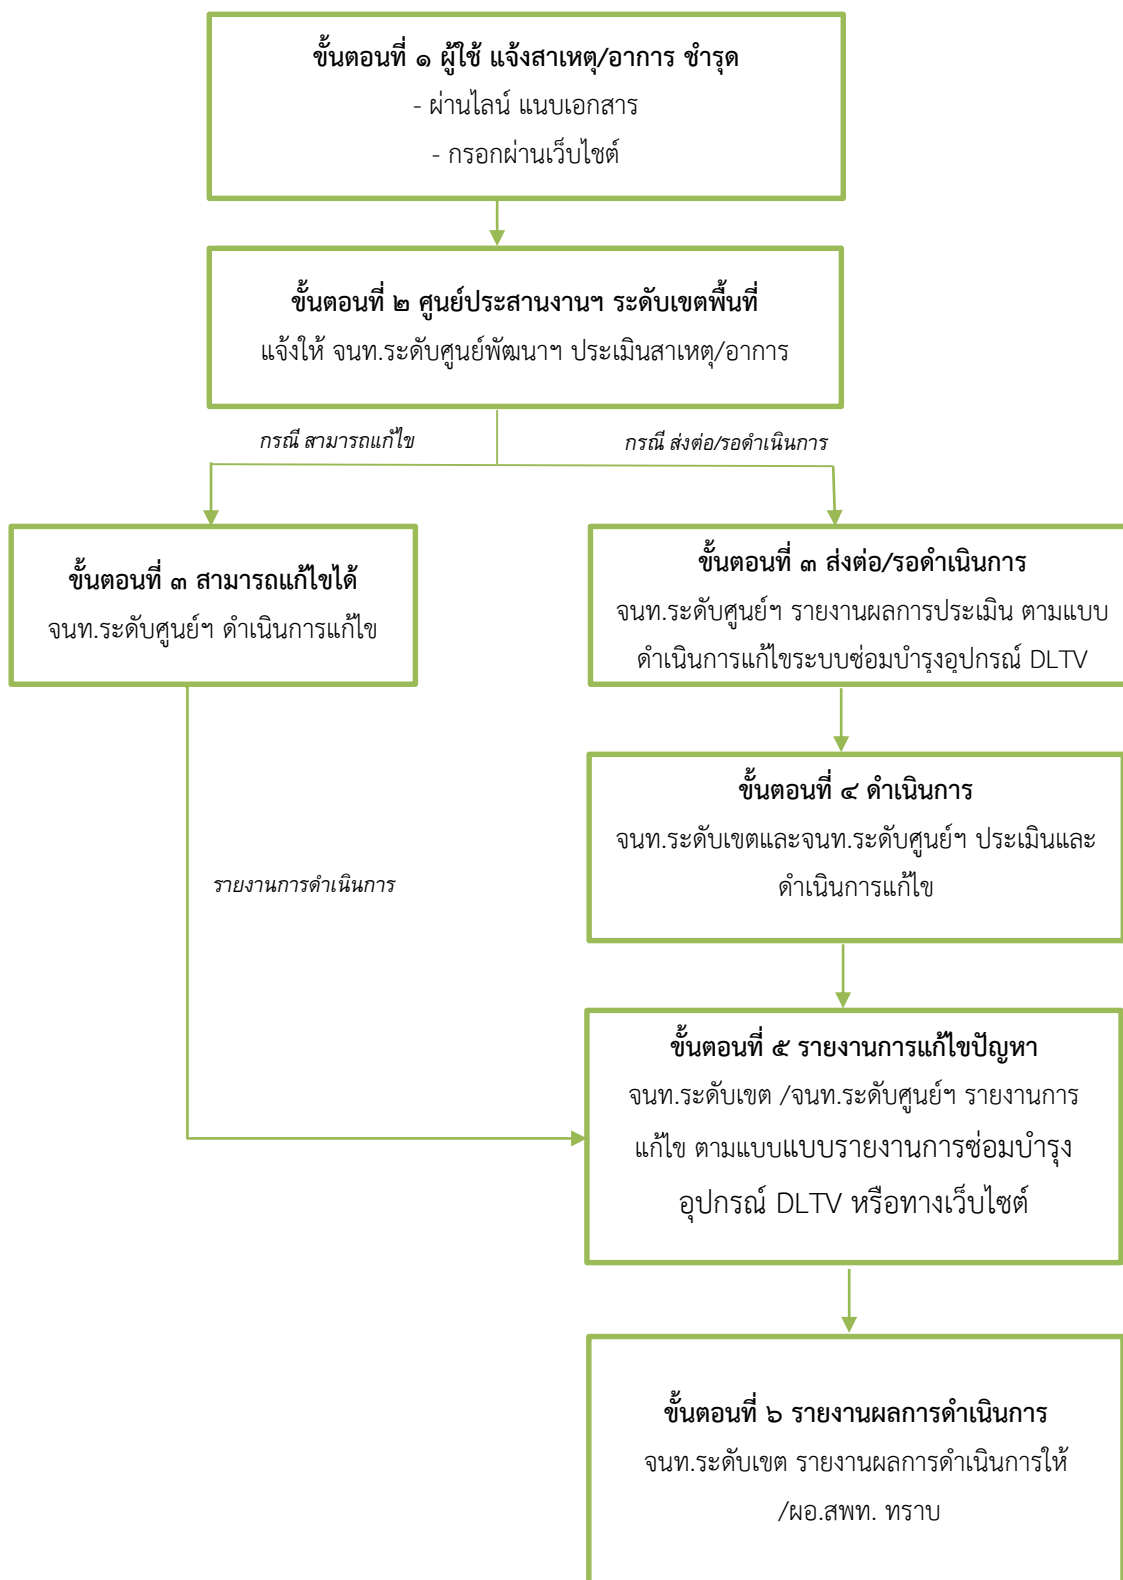 ขั้นตอนที่ ๑ ผู้ใช้ แจ้งสาเหตุ/อาการ ชำรุด
- ผ่านไลน์ แนบเอกสาร
- กรอกผ่านเว็บไซต์
ขั้นตอนที่ ๒ ศูนย์ประสานงานฯ ระดับเขตพื้นที่
แจ้งให้ จนท.ระดับศูนย์พัฒนาฯ ประเมินสาเหตุ/อาการ
กรณี สามารถแก้ไข
กรณี ส่งต่อ/รอดำเนินการ
ขั้นตอนที่ ๓ สามารถแก้ไขได้
จนท.ระดับศูนย์ฯ ดำเนินการแก้ไข
ขั้นตอนที่ ๓ ส่งต่อ/รอดำเนินการ
จนท.ระดับศูนย์ฯ รายงานผลการประเมิน ตามแบบ
ดำเนินการแก้ไขระบบซ่อมบำรุงอุปกรณ์ DLTV
ขั้นตอนที่ ๔ ดำเนินการ
จนท.ระดับเขตและจนท.ระดับศูนย์ฯ ประเมินและ
ดำเนินการแก้ไข
รายงานการดำเนินการ
ขั้นตอนที่ ๕ รายงานการแก้ไขปัญหา
จนท.ระดับเขต /จนท.ระดับศูนย์ฯ รายงานการ
แก้ไข ตามแบบแบบรายงานการซ่อมบำรุง
อุปกรณ์ DLTV หรือทางเว็บไซต์
ขั้นตอนที่ ๖ รายงานผลการดำเนินการ
จนท.ระดับเขต รายงานผลการดำเนินการให้
/ผอ.สพท. ทราบ